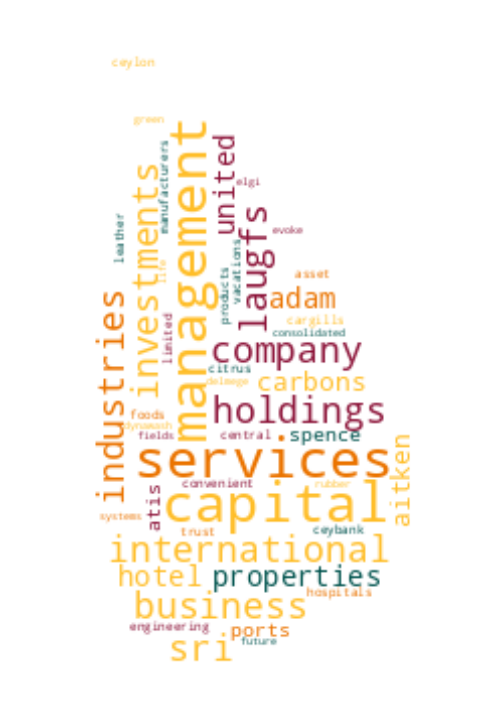 ceylon
green
management
manufacturers
united
investments
elgi
laugfs
leather
evoke
vacations
life
products
asset
adam
industries
cargills
limited
consolidated
company
citrus
delmege
carbons
holdings
foods
dynawash
fields
central
spence
services
aitken
convenient
rubber
capital
atis
systems
trust
ceybank
international
hotel
properties
hospitals
business
engineering
ports
sri
future